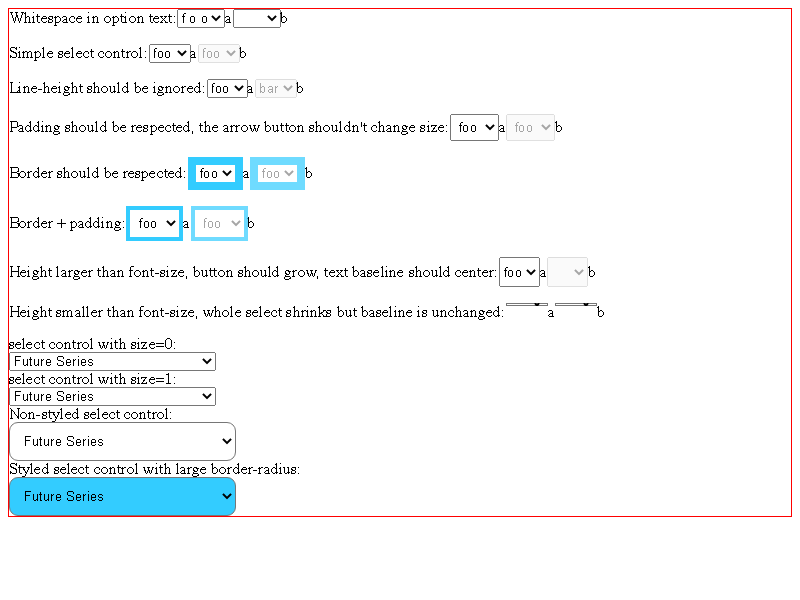 Whitespace in option text: f o o a b
Simple select control: foo a foo b
Line-height should be ignored: foo a bar b
Padding should be respected, the arrow button shouldn't change size: foo a foo b
Border should be respected: foo a foo b
Border + padding: foo a foo b
Height larger than font-size, button should grow, text baseline should center: foo a b
Height smaller than font-size, whole select shrinks but baseline is unchanged: a b
select control with size=0:
Future Series
select control with size=1:
Future Series
Non-styled select control:
Future Series
Styled select control with large border-radius:
Future Series